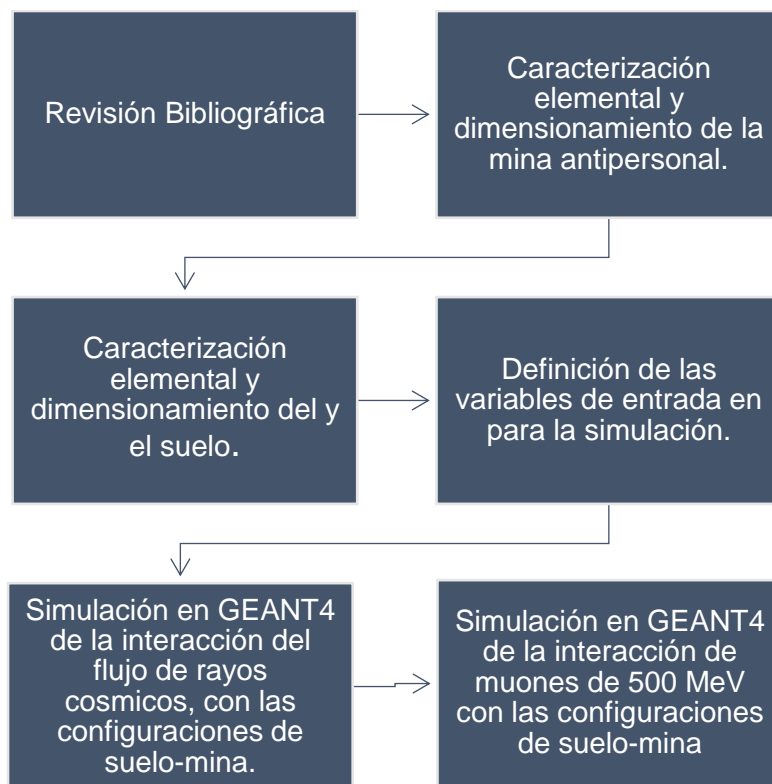 Revisión Bibliográfica
Caracterización
elemental y
dimensionamiento de la
mina antipersonal.
Caracterización
elemental y
dimensionamiento del y
el suelo.
Definición de las
variables de entrada en
para la simulación.
Simulación en GEANT4
de la interacción del
flujo de rayos
cosmicos, con las
configuraciones de
suelo-mina.
Simulación en GEANT4
de la interacción de
muones de 500 MeV
con las configuraciones
de suelo-mina